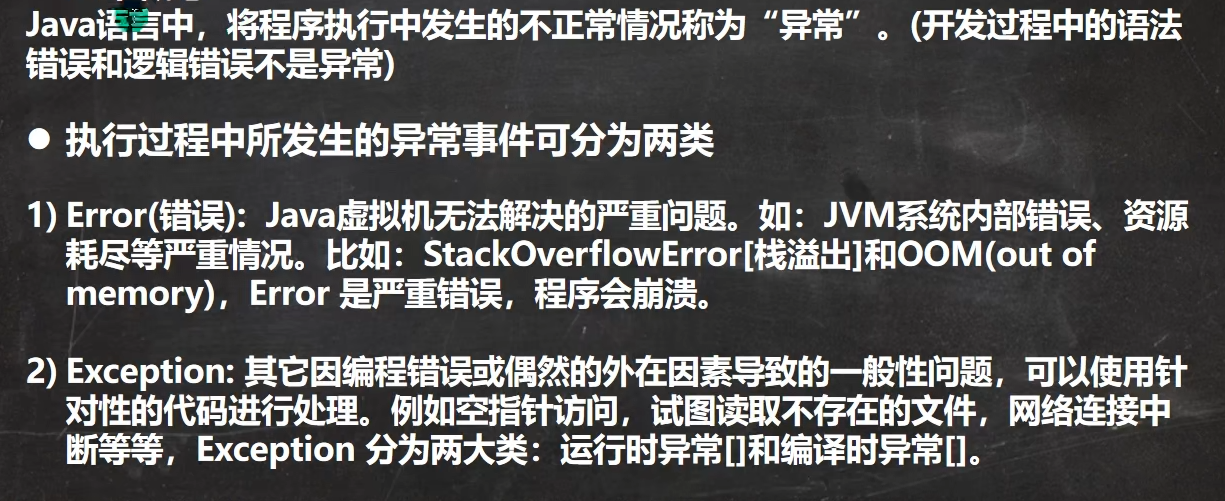 Java语言中，将程序执行中发生的不正常情况称为“异常”。(开发过程中的语法
错误和逻辑错误不是异常)
● 执行过程中所发生的异常事件可分为两类
1) Error(错误)：Java虚拟机无法解决的严重问题。如：JVM系统内部错误、资源
耗尽等严重情况。比如：StackOverflowError[栈溢出]和OOM(out of
memory)，Error 是严重错误，程序会崩溃。
2) Exception: 其它因编程错误或偶然的外在因素导致的一般性问题，可以使用针
对性的代码进行处理。例如空指针访问，试图读取不存在的文件，网络连接中
断等等，Exception 分为两大类：运行时异常[]和编译时异常[]。